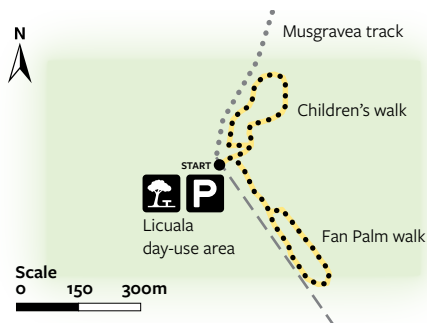 N
Musgravea track
Children’s walk
START
P
Licuala
day-use area
Fan Palm walk
Scale
0 150 300m